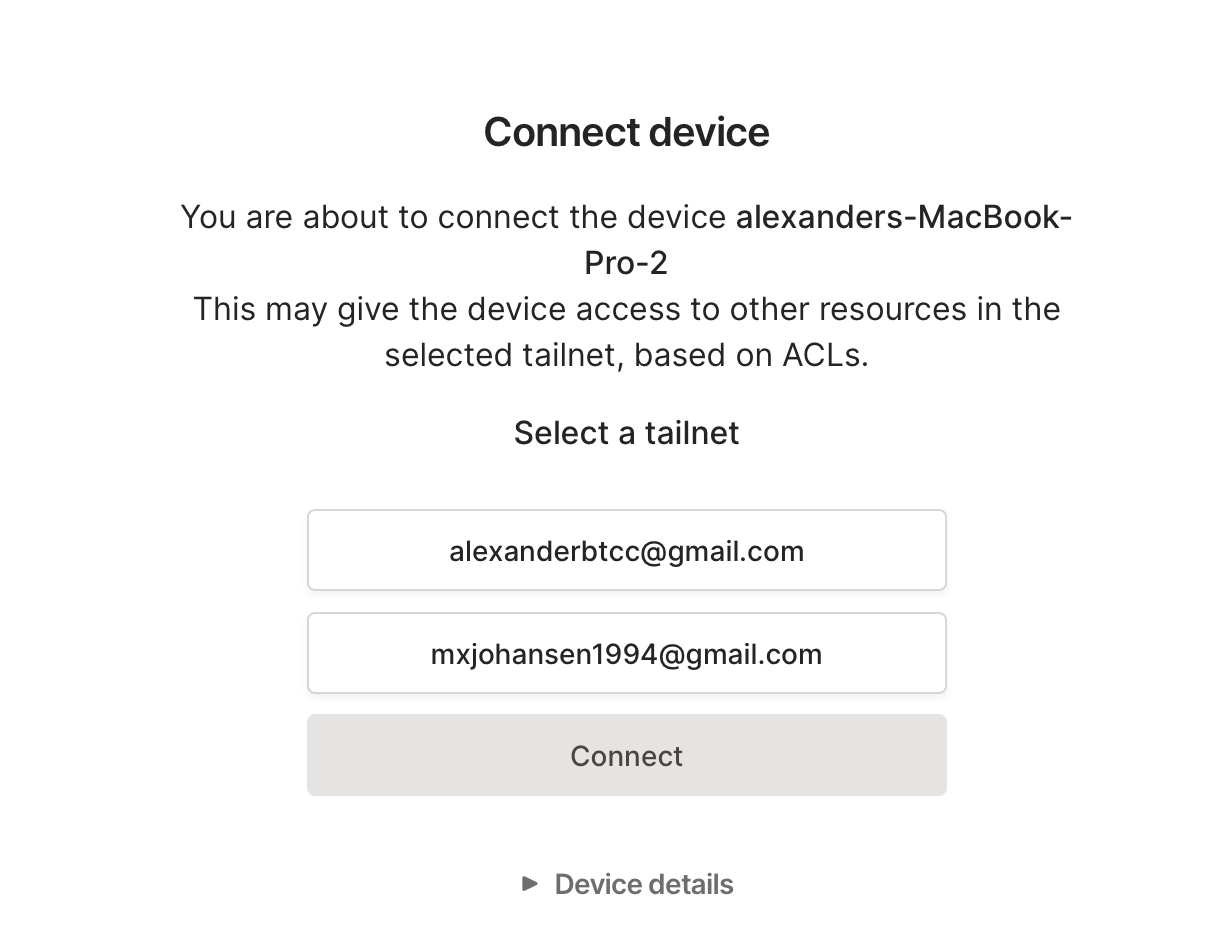 Connect device
You are about to connect the device alexanders-MacBook-
Pro-2
This may give the device access to other resources in the
selected tailnet, based on ACLs.
Select a tailnet
alexanderbtcc@gmail.com
mxjohansen1994@gmail.com
Connect
Device details